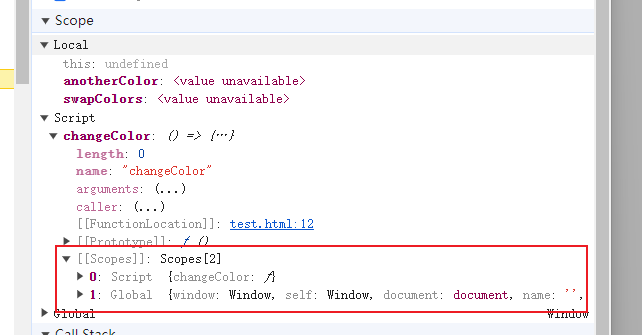 Scope
Local
this: undefined
anotherColor: <value unavailable>
swapColors: <value unavailable>
Script
changeColor: () => {…}
length: 0
name: "changeColor"
arguments: (...)
caller: (...)
[[FunctionLocation]]: test.html:12
[[Prototype]]: ƒ ()
[[Scopes]]: Scopes[2]
0: Script {changeColor: ƒ}
1: Global {window: Window, self: Window, document: document, name: '',
Global Window
Call Stack